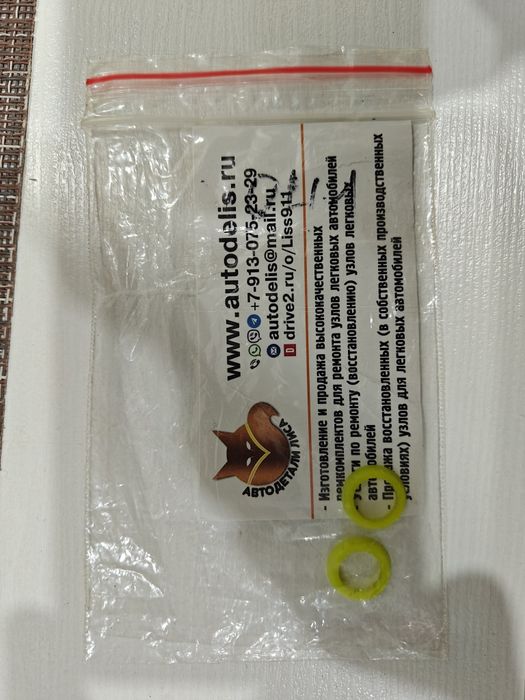 www.autodelis.ru
+7-913-075-23-29
autodelis@mail.ru
drive2.ru/o/Liss911
АВТОДЕТАЛИ ЛИСА
- Изготовление и продажа высококачественных
ремкомплектов для ремонта узлов легковых автомобилей
по ремонту (восстановлению) узлов легковых
автомобилей
- Продажа восстановленных (в собственных производственных
условиях) узлов для легковых автомобилей